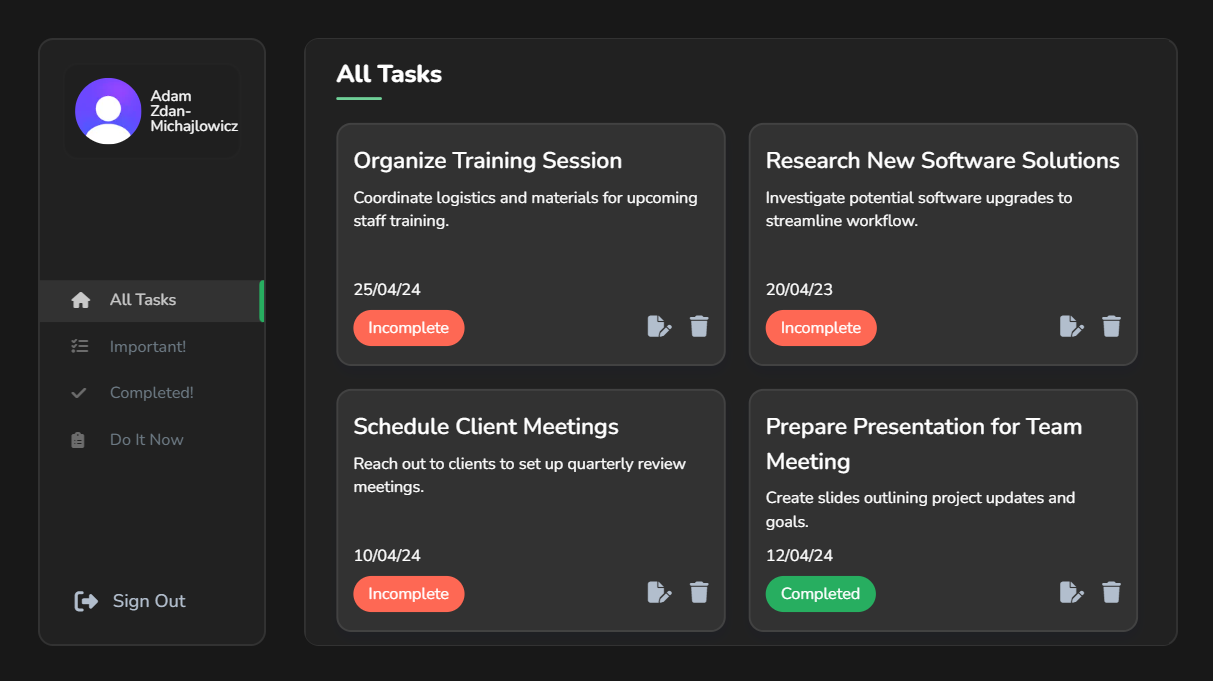 Adam
Zdan-
Michajlowicz
All Tasks
Important!
Completed!
Do It Now
Sign Out
All Tasks
Organize Training Session
Coordinate logistics and materials for upcoming
staff training.
25/04/24
Incomplete
Research New Software Solutions
Investigate potential software upgrades to
streamline workflow.
20/04/23
Incomplete
Schedule Client Meetings
Reach out to clients to set up quarterly review
meetings.
10/04/24
Incomplete
Prepare Presentation for Team
Meeting
Create slides outlining project updates and
goals.
12/04/24
Completed